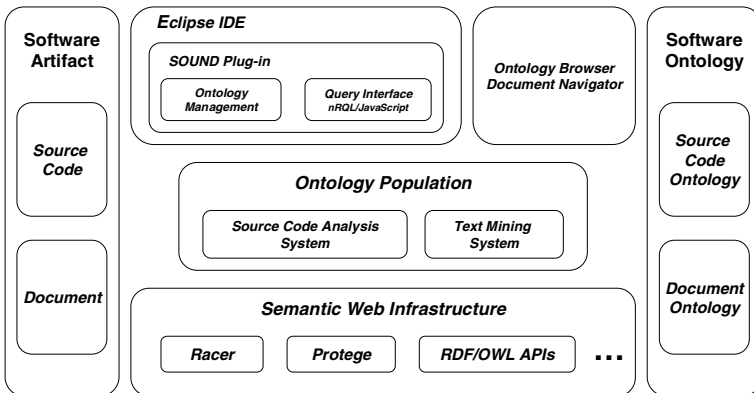 Software
Artifact
Source
Code
Document
Eclipse IDE
SOUND Plug-in
Ontology
Management
Query Interface
nRQL/JavaScript
Ontology Browser
Document Navigator
Ontology Population
Source Code Analysis
System
Text Mining
System
Semantic Web Infrastructure
Racer
Protege
RDF/OWL APIs
...
Software
Ontology
Source
Code
Ontology
Document
Ontology